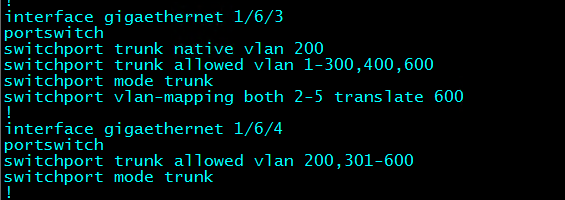 !
interface gigaethernet 1/6/3
portswitch
switchport trunk native vlan 200
switchport trunk allowed vlan 1-300,400,600
switchport mode trunk
switchport vlan-mapping both 2-5 translate 600
!
interface gigaethernet 1/6/4
portswitch
switchport trunk allowed vlan 200,301-600
switchport mode trunk
!